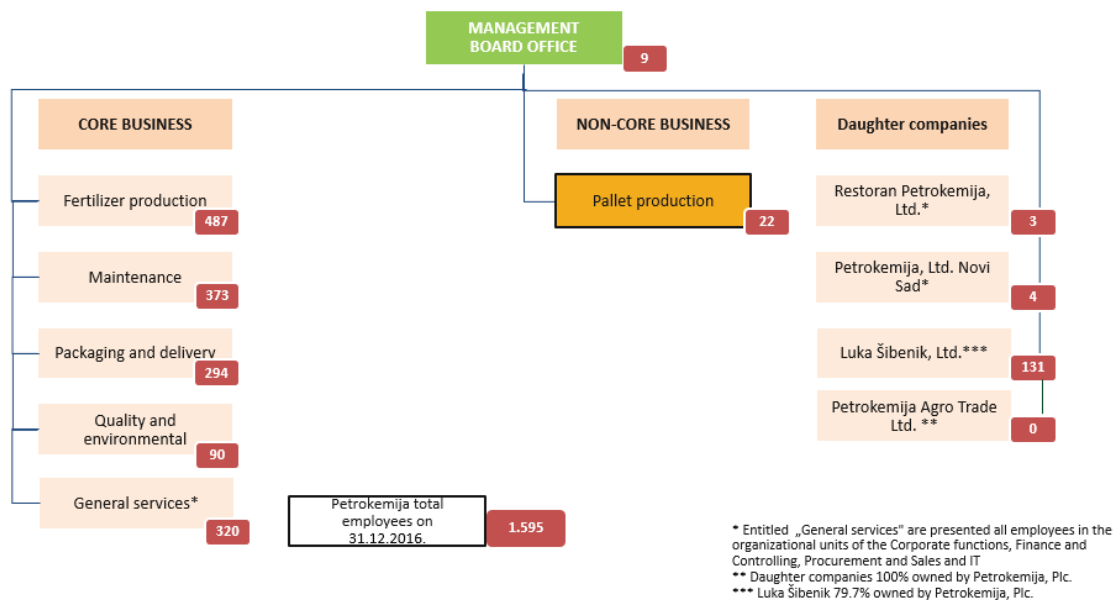 MANAGEMENT
BOARD OFFICE
9
CORE BUSINESS
Fertilizer production
487
Maintenance
373
Packaging and delivery
294
Quality and
environmental
90
General services*
320
NON-CORE BUSINESS
Pallet production
22
Daughter companies
Restoran Petrokemija,
Ltd.*
3
Petrokemija, Ltd. Novi
Sad*
4
Luka Šibenik, Ltd.***
131
Petrokemija Agro Trade
Ltd. **
0
Petrokemija total
employees on
31.12.2016.
1.595
* Entitled „General services" are presented all employees in the
organizational units of the Corporate functions, Finance and
Controlling, Procurement and Sales and IT
** Daughter companies 100% owned by Petrokemija, Plc.
*** Luka Šibenik 79.7% owned by Petrokemija, Plc.